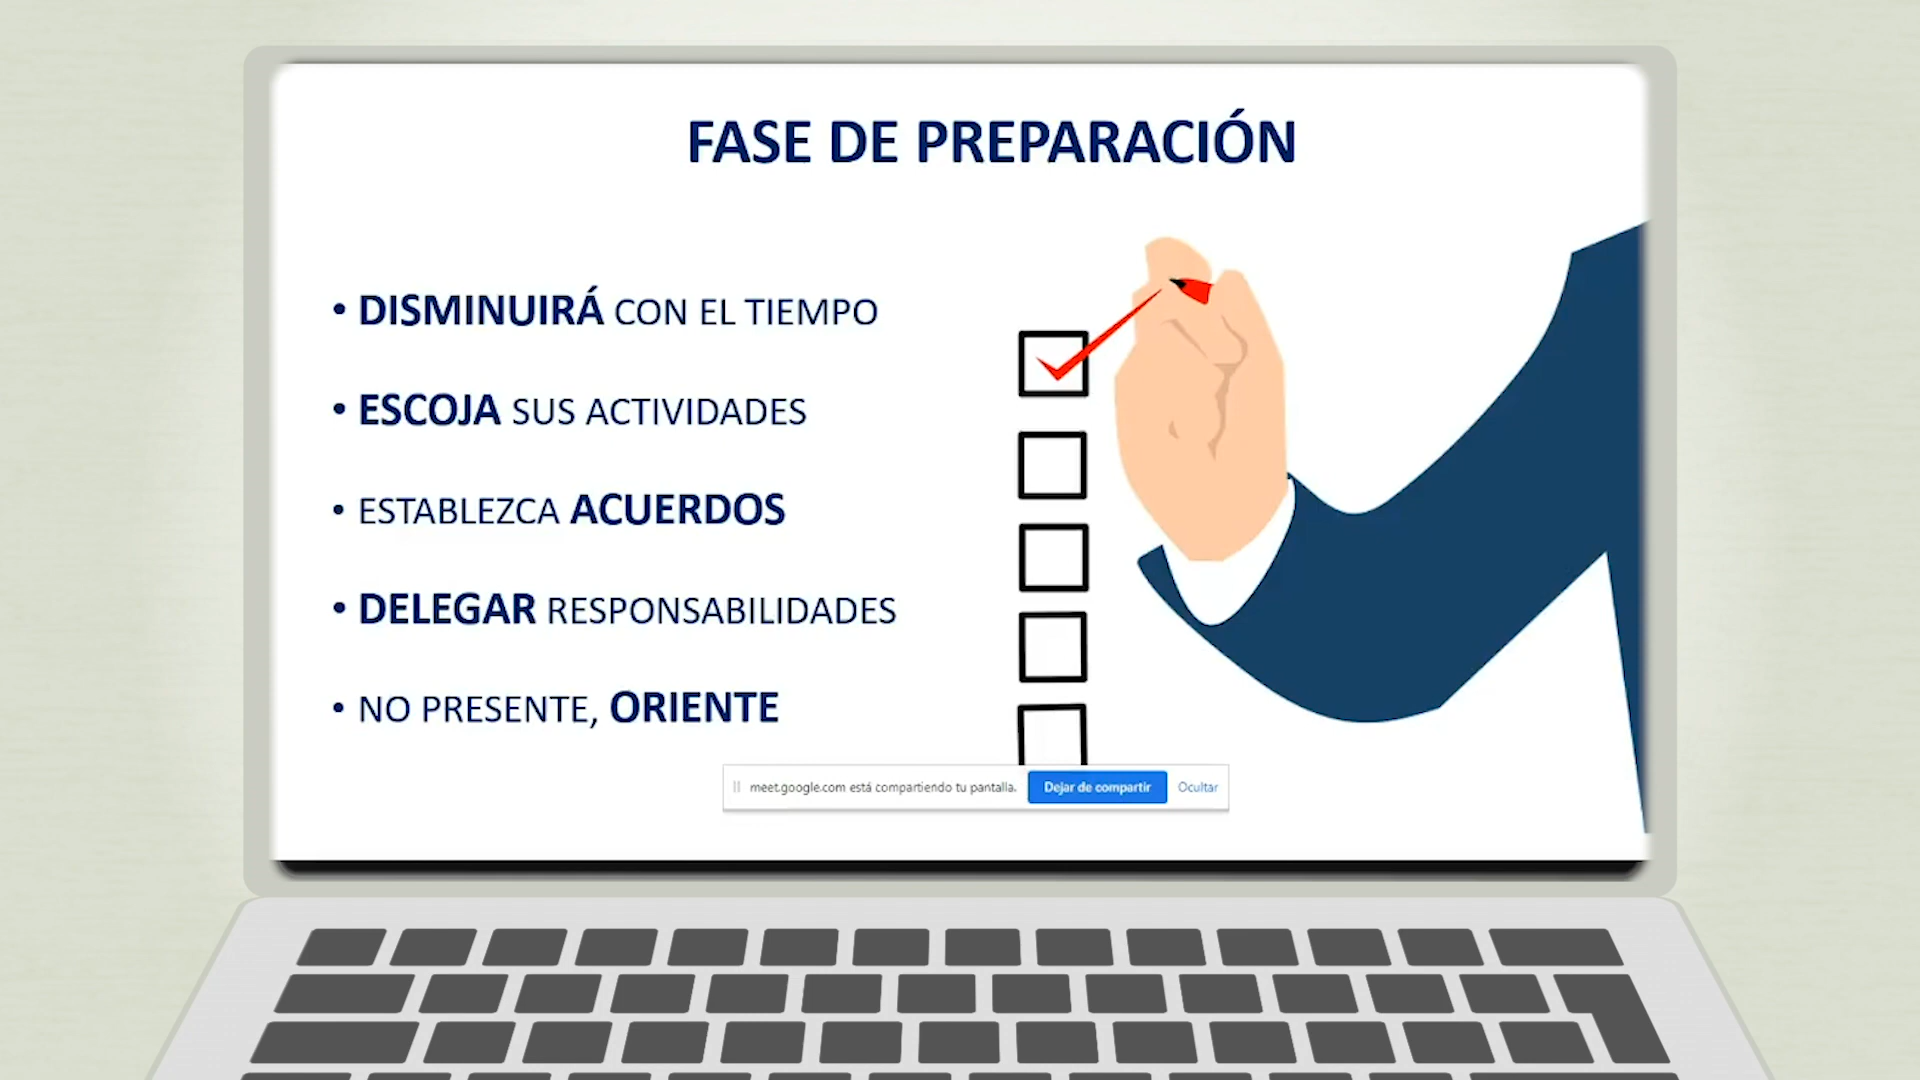 FASE DE PREPARACIÓN
• DISMINUIRÁ CON EL TIEMPO
• ESCOJA SUS ACTIVIDADES
• ESTABLEZCA ACUERDOS
• DELEGAR RESPONSABILIDADES
• NO PRESENTE, ORIENTE
meet.google.com está compartiendo tu pantalla. Dejar de compartir Ocultar